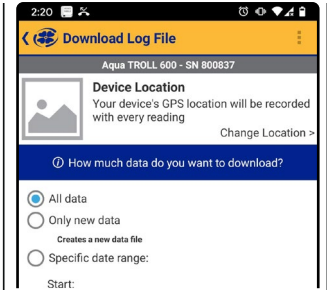 2:20
Download Log File
Aqua TROLL 600 - SN 800837
Device Location
Your device's GPS location will be recorded
with every reading
Change Location >
How much data do you want to download?
All data
Only new data
Creates a new data file
Specific date range:
Start: